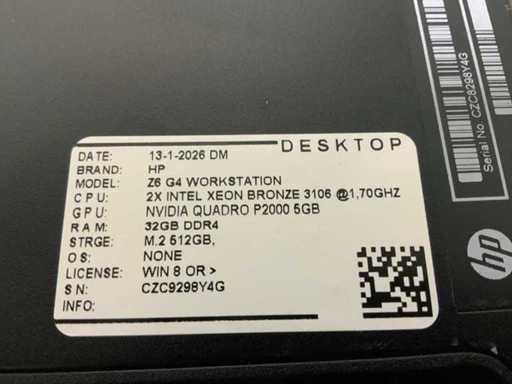 DESKTOP
DATE: 13-1-2026 DM
BRAND: HP
MODEL: Z6 G4 WORKSTATION
CPU: 2X INTEL XEON BRONZE 3106 @1,70GHZ
GPU: NVIDIA QUADRO P2000 5GB
RAM: 32GB DDR4
STRGE: M.2 512GB,
OS: NONE
LICENSE: WIN 8 OR >
SN: CZC9298Y4G
INFO:
Serial No. CZC9298Y4G
hp